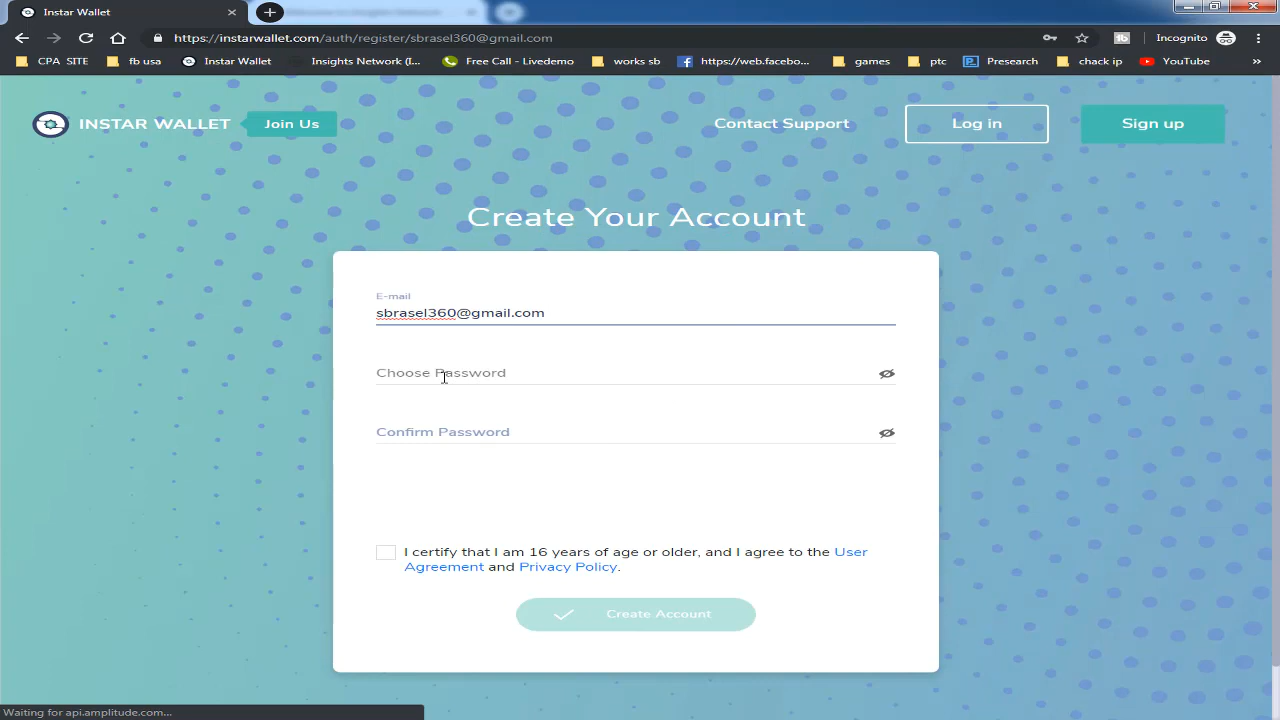 Instar Wallet
https://instarwallet.com/auth/register/sbrasel360@gmail.com
Incognito
CPA SITE
fb usa
Instar Wallet
Insights Network (I...
Free Call - Livedemo
works sb
https://web.facebo...
games
ptc
Presearch
chack ip
YouTube
»
INSTAR WALLET
Join Us
Contact Support
Log in
Sign up
Create Your Account
E-mail
sbrasel360@gmail.com
Choose Password
Confirm Password
I certify that I am 16 years of age or older, and I agree to the User
Agreement and Privacy Policy.
Create Account
Waiting for api.amplitude.com...